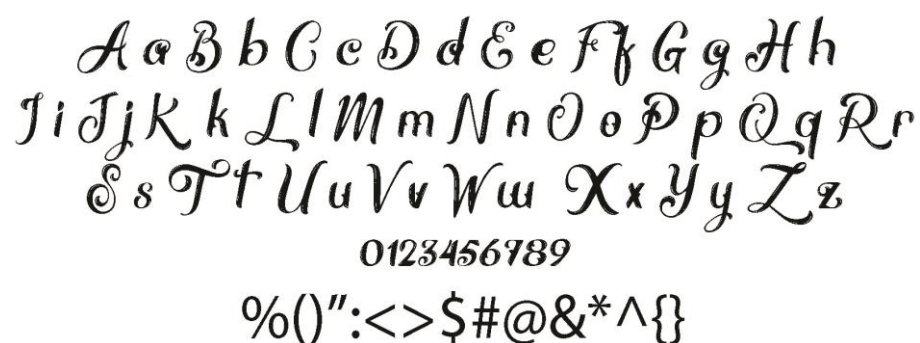 A a B b C c D d E e F f G g H h
I i J j K k L l M m N n O o P p Q q R r
S s T t U u V v W w X x Y y Z z
0123456789
%()":<>$#@&*^{}